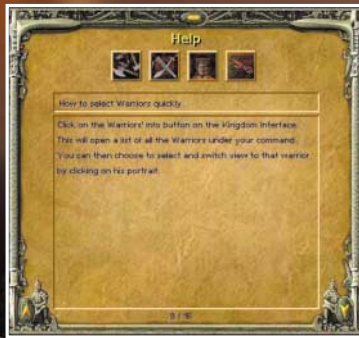 Help
How to select Warriors quickly
Click on the Warriors' info button on the Kingdom Interface.
This will open a list of all the Warriors under your command.
You can then choose to select and switch view to that warrior
by clicking on his portrait.